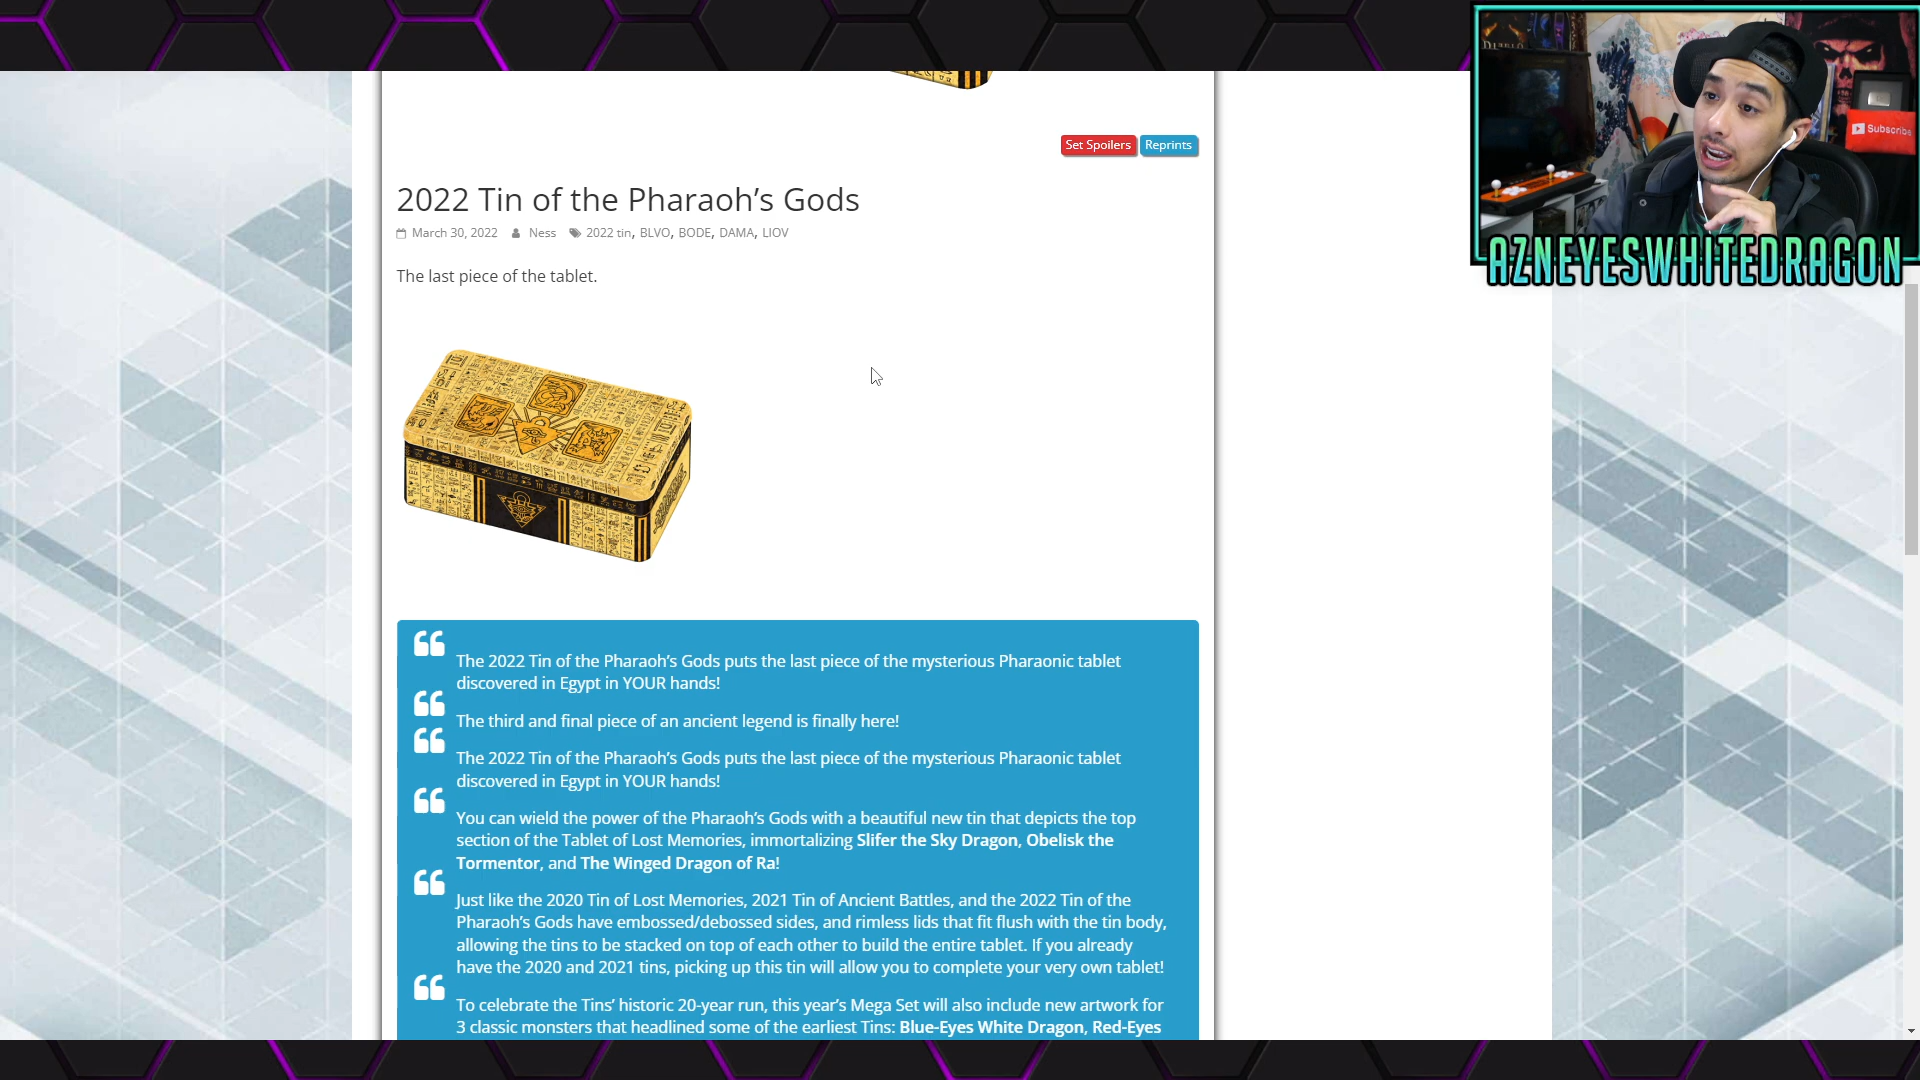 Set Spoilers Reprints
DIABLO
Subscribe
2022 Tin of the Pharaoh's Gods
March 30, 2022 Ness 2022 tin, BLVO, BODE, DAMA, LIOV
AZNEYESWHITEDRAGON
The last piece of the tablet.
The 2022 Tin of the Pharaoh's Gods puts the last piece of the mysterious Pharaonic tablet
discovered in Egypt in YOUR hands!
The third and final piece of an ancient legend is finally here!
The 2022 Tin of the Pharaoh's Gods puts the last piece of the mysterious Pharaonic tablet
discovered in Egypt in YOUR hands!
You can wield the power of the Pharaoh's Gods with a beautiful new tin that depicts the top
section of the Tablet of Lost Memories, immortalizing Slifer the Sky Dragon, Obelisk the
Tormentor, and The Winged Dragon of Ra!
Just like the 2020 Tin of Lost Memories, 2021 Tin of Ancient Battles, and the 2022 Tin of the
Pharaoh's Gods have embossed/debossed sides, and rimless lids that fit flush with the tin body,
allowing the tins to be stacked on top of each other to build the entire tablet. If you already
have the 2020 and 2021 tins, picking up this tin will allow you to complete your very own tablet!
To celebrate the Tins' historic 20-year run, this year's Mega Set will also include new artwork for
3 classic monsters that headlined some of the earliest Tins: Blue-Eyes White Dragon, Red-Eyes